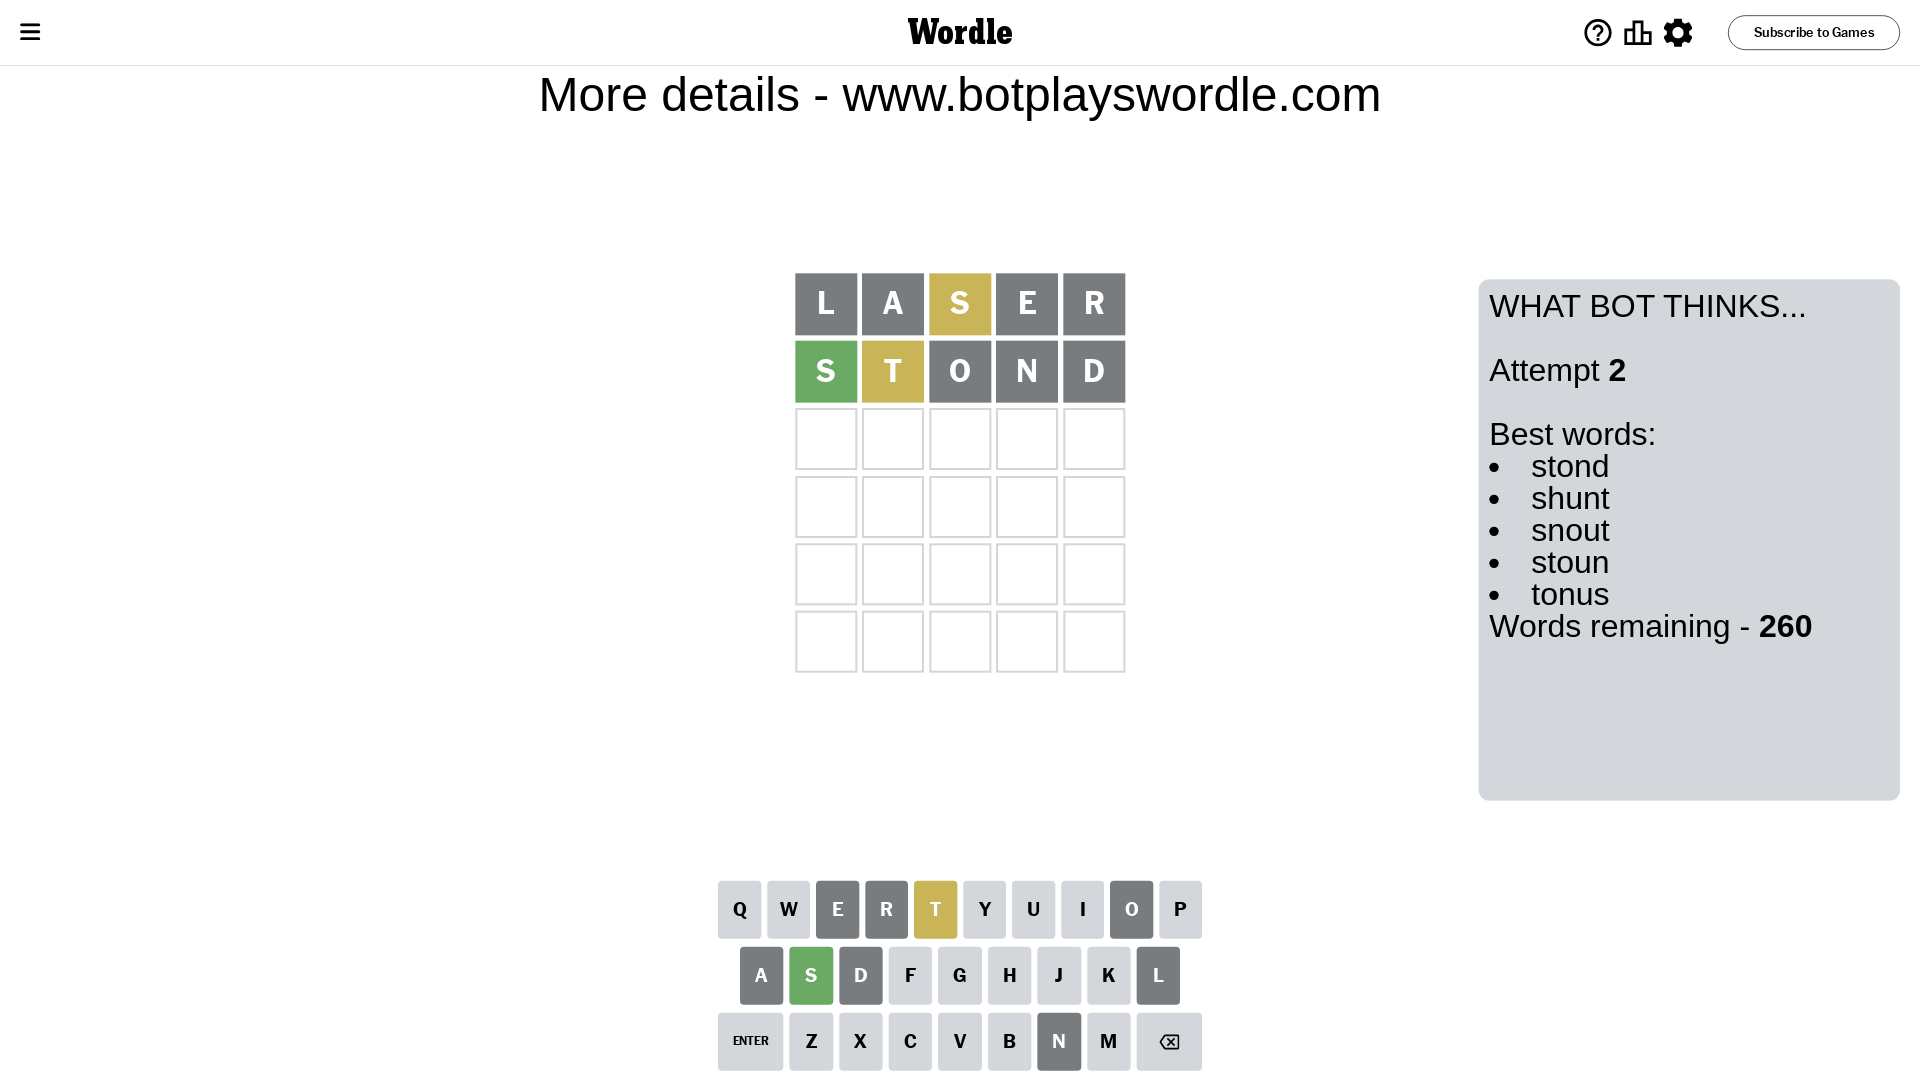 Wordle
Subscribe to Games
More details - www.botplayswordle.com
L A S E R
S T O N D
WHAT BOT THINKS...
Attempt 2
Best words:
• stond
• shunt
• snout
• stoun
• tonus
Words remaining - 260
Q W E R T Y U I O P
A S D F G H J K L
ENTER Z X C V B N M